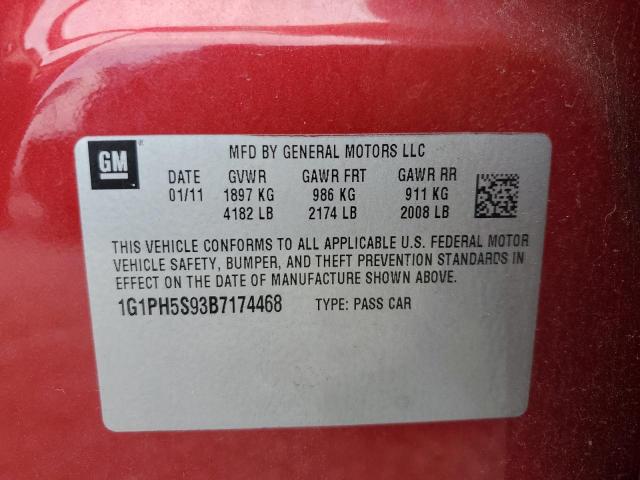 GM
MFD BY GENERAL MOTORS LLC
DATE GVWR GAWR FRT GAWR RR
01/11 1897 KG 986 KG 911 KG
4182 LB 2174 LB 2008 LB
THIS VEHICLE CONFORMS TO ALL APPLICABLE U.S. FEDERAL MOTOR
VEHICLE SAFETY, BUMPER, AND THEFT PREVENTION STANDARDS IN
EFFECT ON THE DATE OF MANUFACTURE SHOWN ABOVE.
1G1PH5S93B7174468 TYPE: PASS CAR